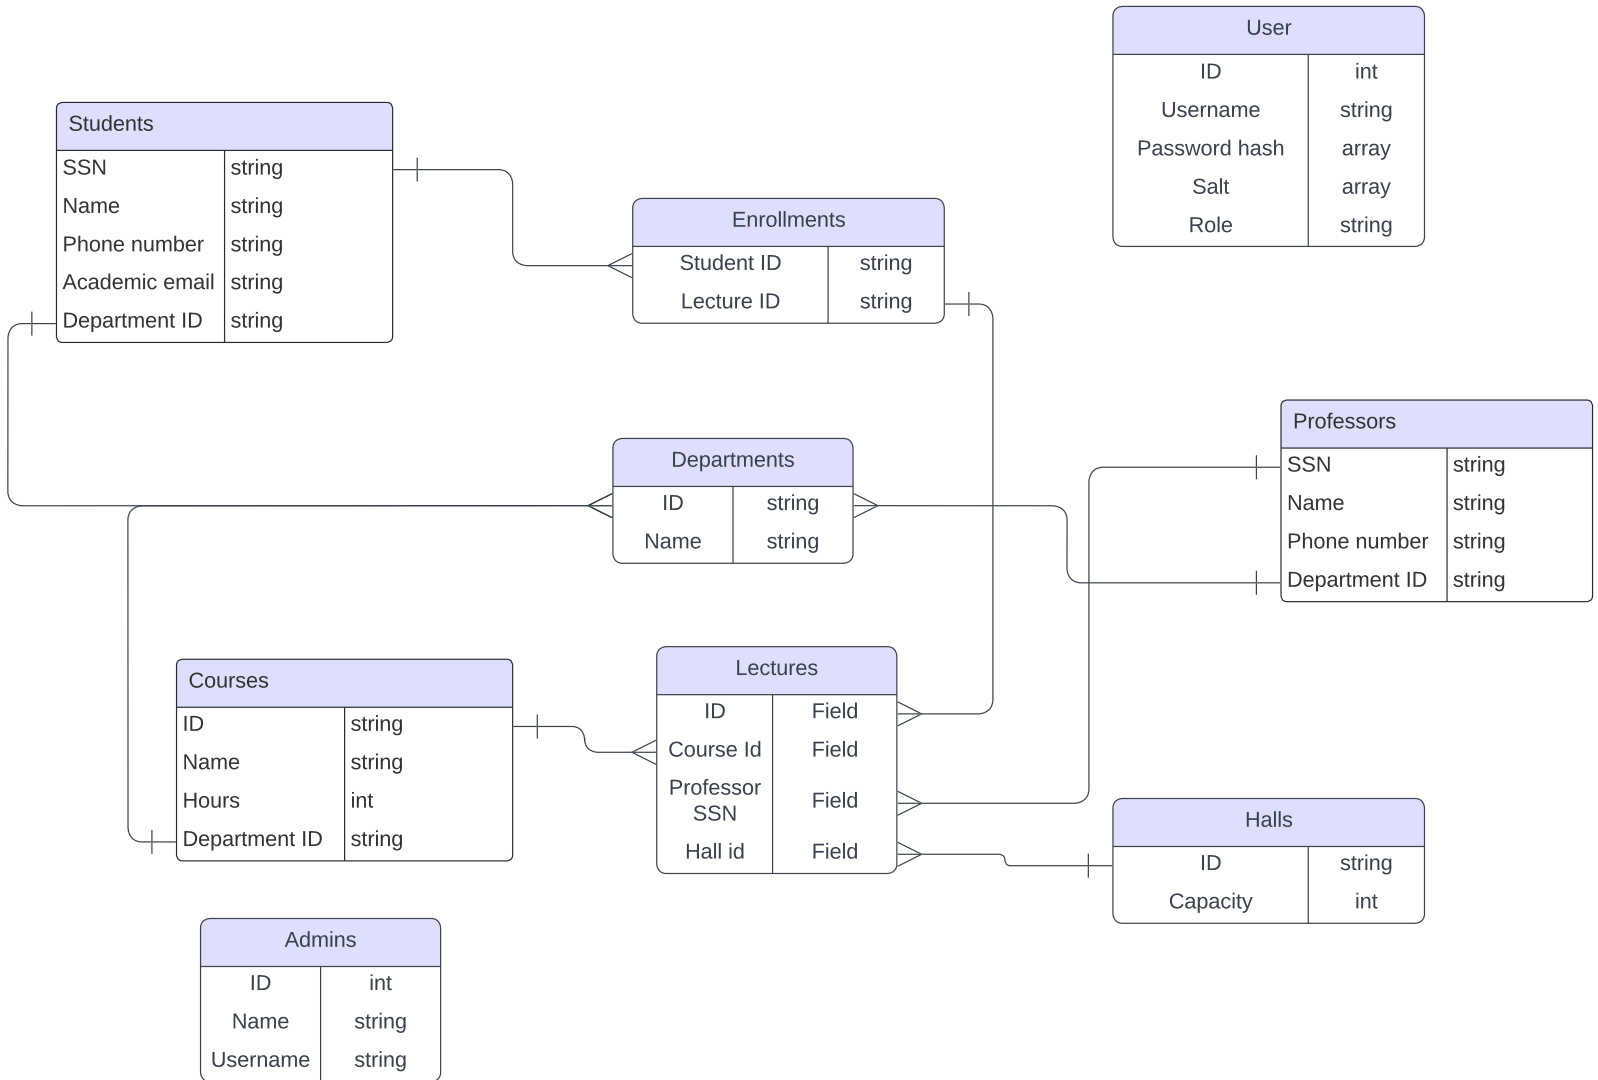 User
ID int
Username string
Password hash array
Salt array
Role string
Students
SSN string
Name string
Phone number string
Academic email string
Department ID string
Enrollments
Student ID string
Lecture ID string
Departments
ID string
Name string
Professors
SSN string
Name string
Phone number string
Department ID string
Courses
ID string
Name string
Hours int
Department ID string
Lectures
ID Field
Course Id Field
Professor
SSN Field
Hall id Field
Halls
ID string
Capacity int
Admins
ID int
Name string
Username string